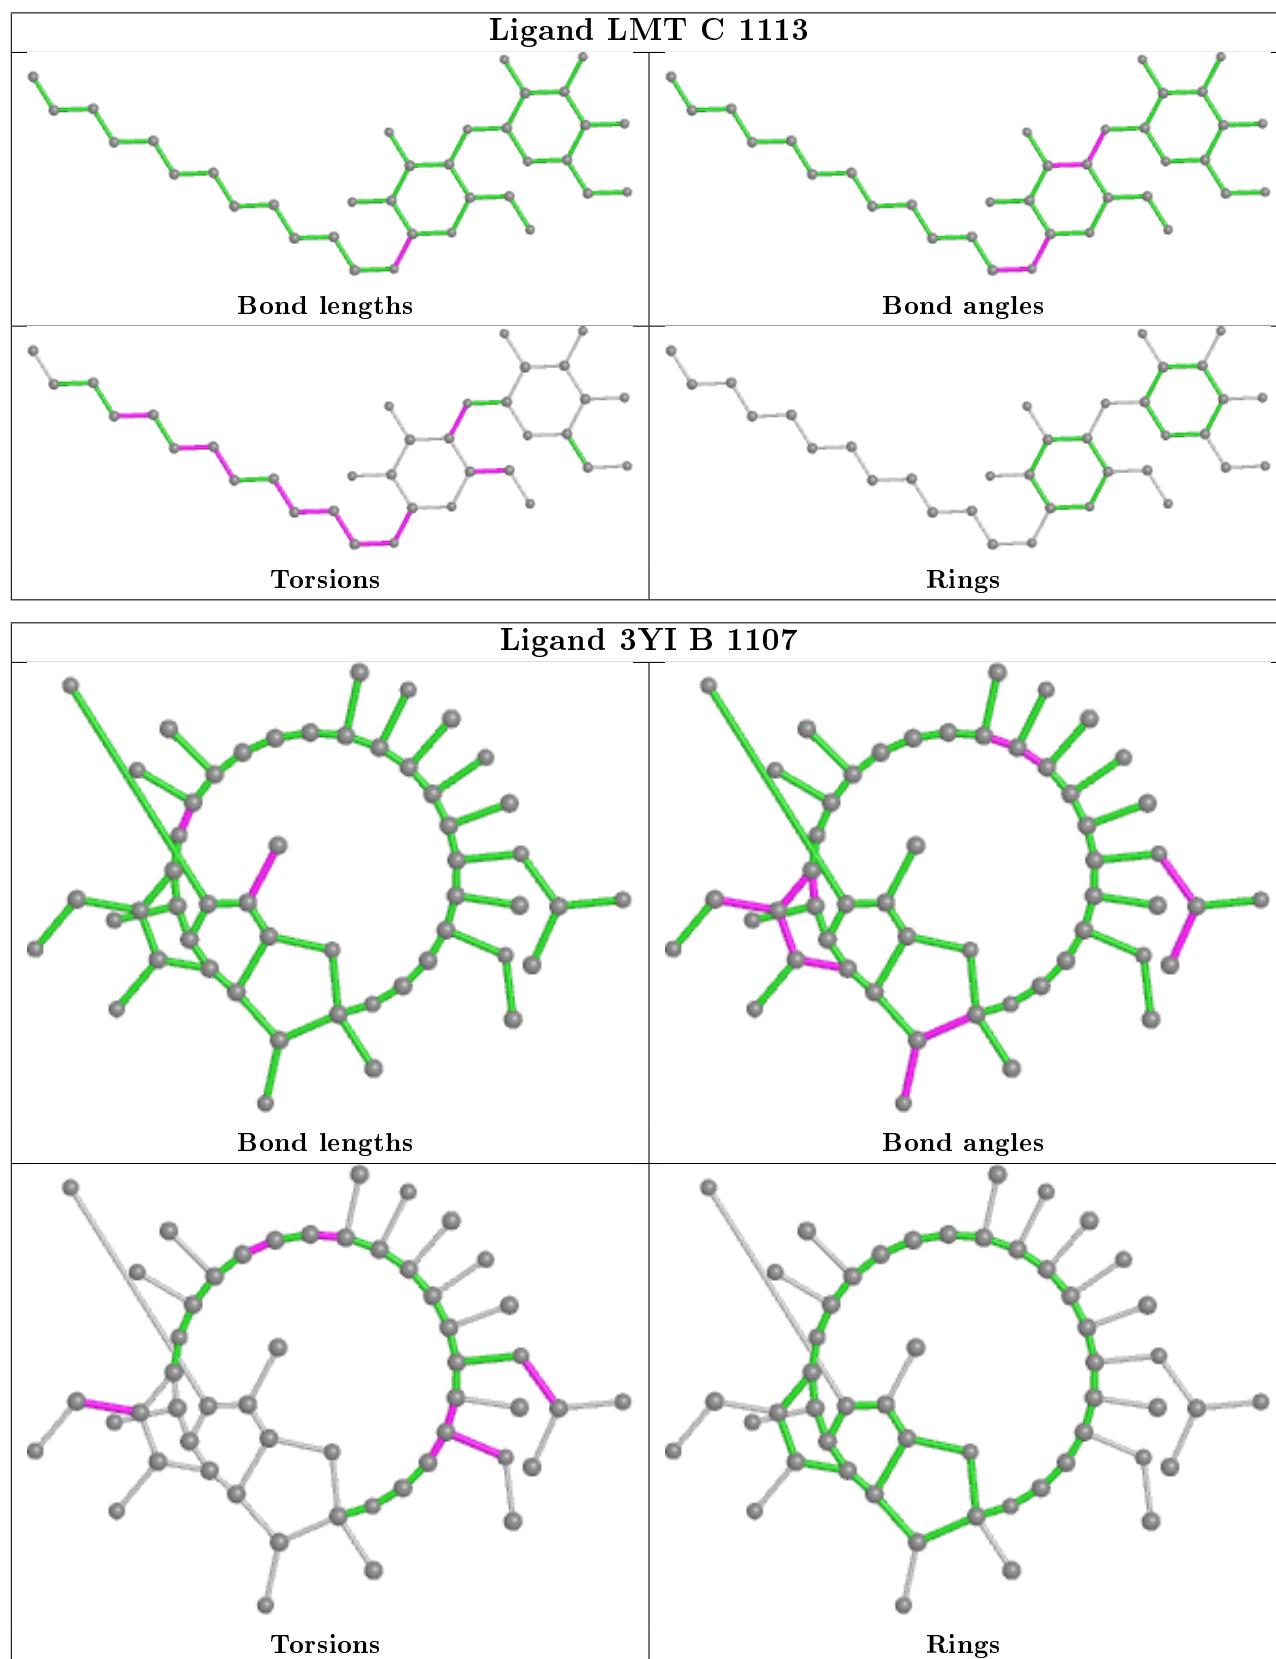 Ligand LMT C 1113
Bond lengths
Bond angles
Torsions
Rings
Ligand 3YI B 1107
Bond lengths
Bond angles
Torsions
Rings